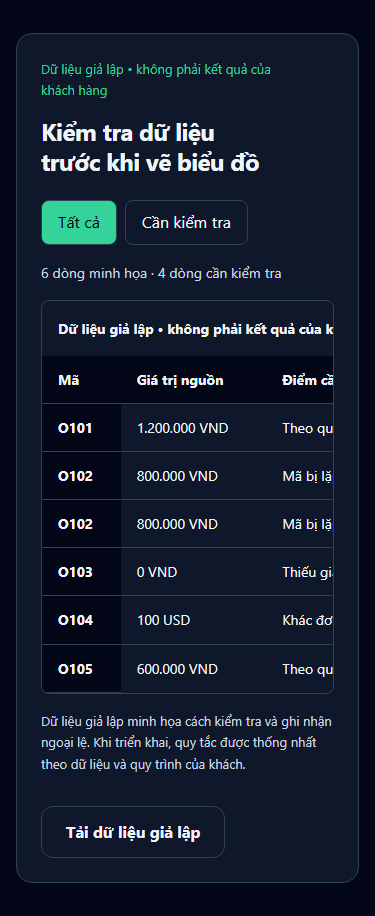 Dữ liệu giả lập • không phải kết quả của
khách hàng
Kiểm tra dữ liệu
trước khi vẽ biểu đồ
Tất cả
Cần kiểm tra
6 dòng minh họa · 4 dòng cần kiểm tra
Dữ liệu giả lập • không phải kết quả của k
Mã Giá trị nguồn Điểm cầ
O101 1.200.000 VND Theo qu
O102 800.000 VND Mã bị lặ
O102 800.000 VND Mã bị lặ
O103 0 VND Thiếu gi
O104 100 USD Khác đơ
O105 600.000 VND Theo qu
Dữ liệu giả lập minh họa cách kiểm tra và ghi nhận
ngoại lệ. Khi triển khai, quy tắc được thống nhất
theo dữ liệu và quy trình của khách.
Tải dữ liệu giả lập